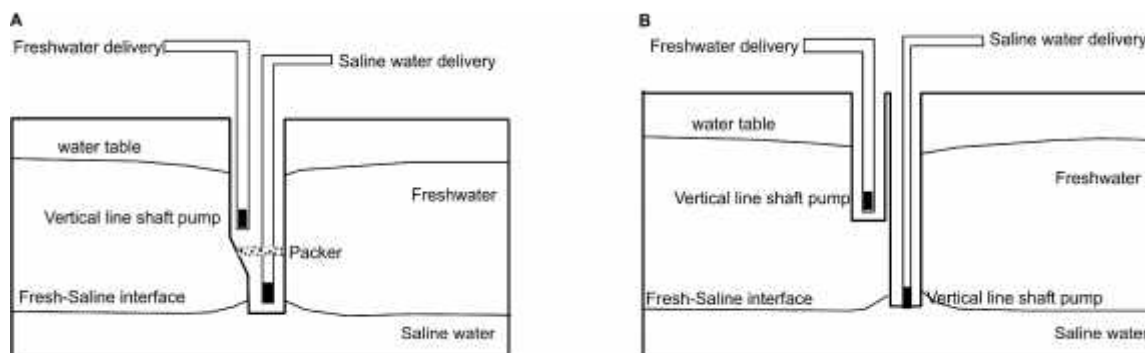 A
Freshwater delivery
Saline water delivery
water table
Freshwater
Vertical line shaft pump
Packer
Fresh-Saline interface
Saline water
B
Freshwater delivery
Saline water delivery
water table
Freshwater
Vertical line shaft pump
Fresh-Saline interface
Vertical line shaft pump
Saline water